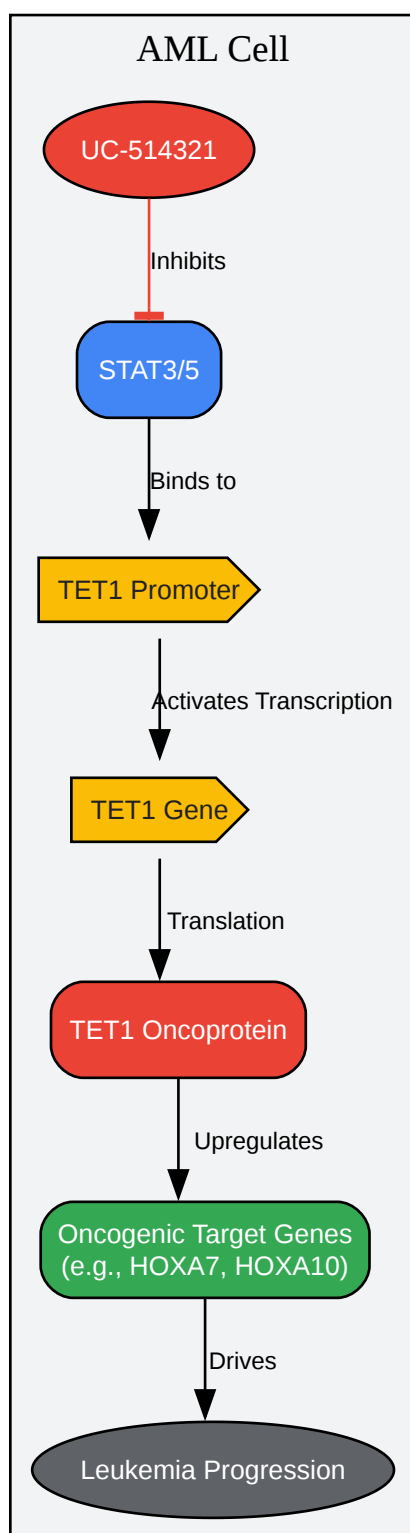 AML Cell
UC-514321
Inhibits
STAT3/5
Binds to
TET1 Promoter
Activates Transcription
TET1 Gene
Translation
TET1 Oncoprotein
Upregulates
Oncogenic Target Genes
(e.g., HOXA7, HOXA10)
Drives
Leukemia Progression